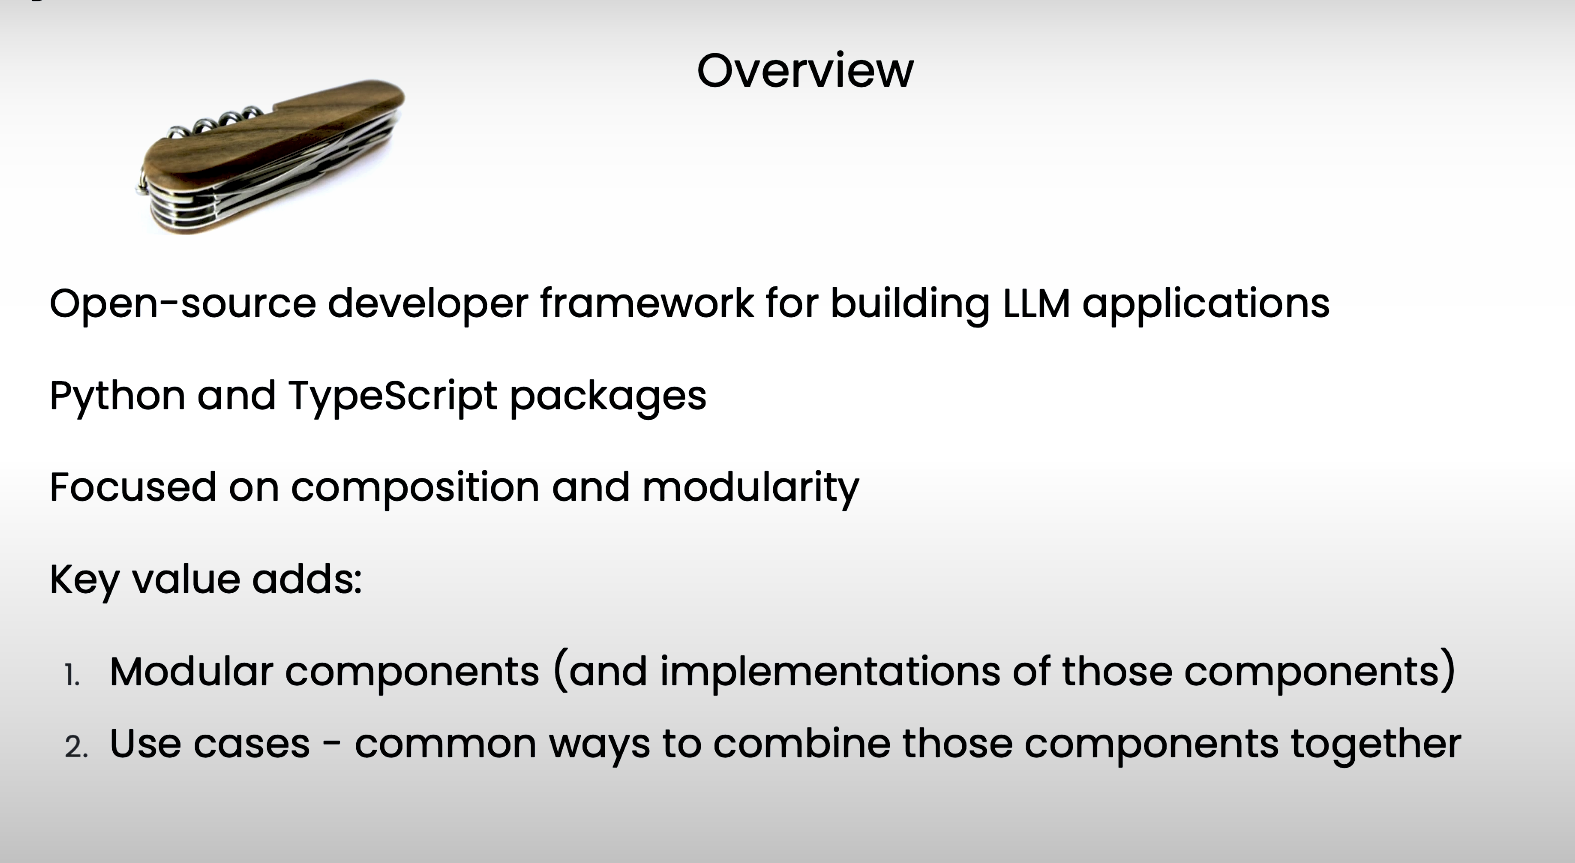 Overview
Open-source developer framework for building LLM applications
Python and TypeScript packages
Focused on composition and modularity
Key value adds:
1. Modular components (and implementations of those components)
2. Use cases - common ways to combine those components together